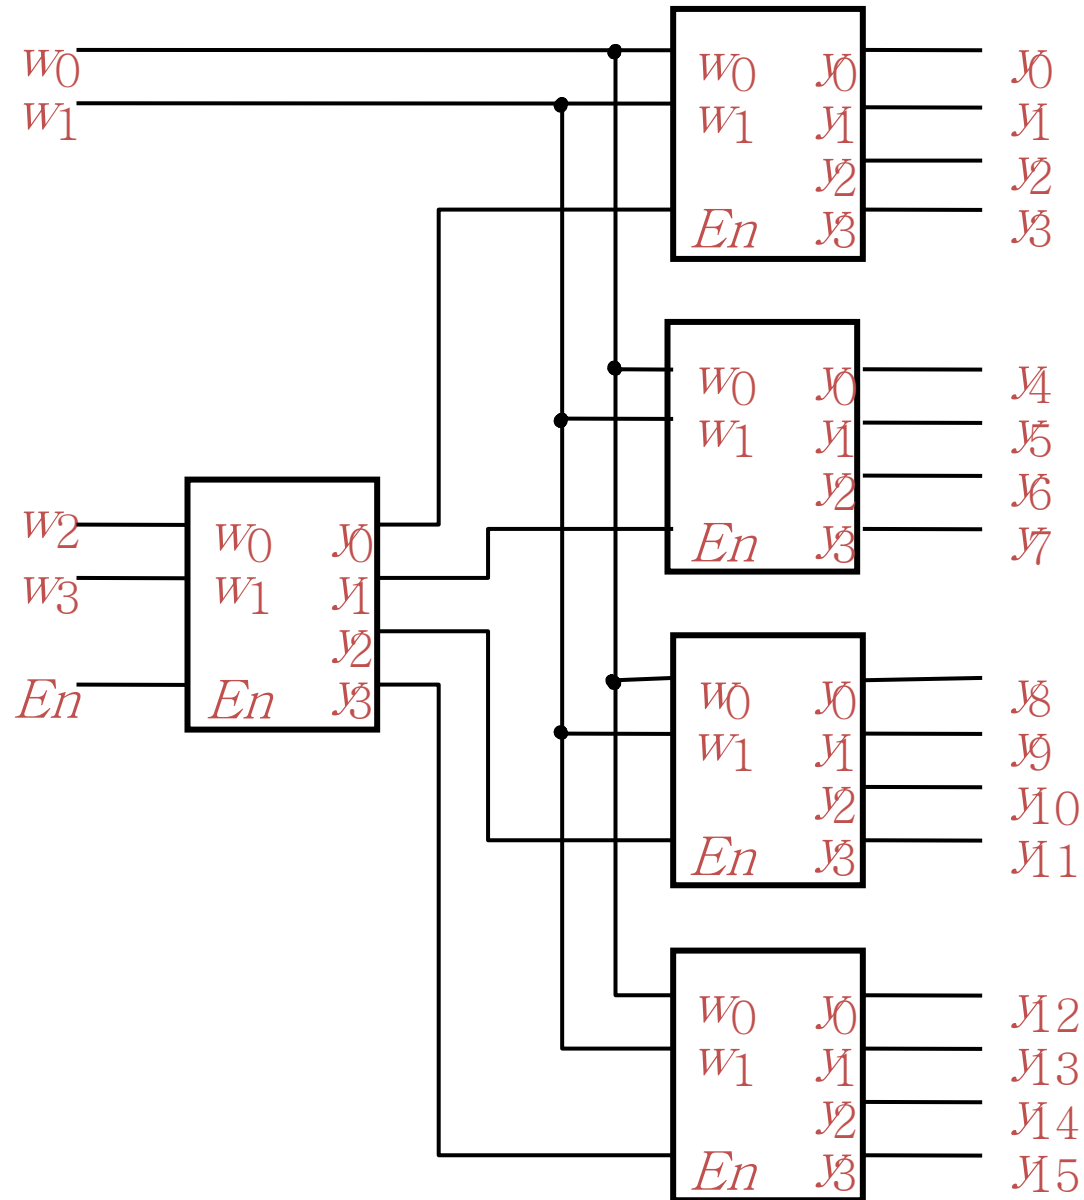 w0 w0 y0 y0
w1 w1 y1 y1
y2 y2
En y3 y3
w0 y0 y4
w1 y1 y5
y2 y6
En y3 y7
w2 w0 y0
w3 w1 y1
y2
En En y3
w0 y0 y8
w1 y1 y9
y2 y10
En y3 y11
w0 y0 y12
w1 y1 y13
y2 y14
En y3 y15